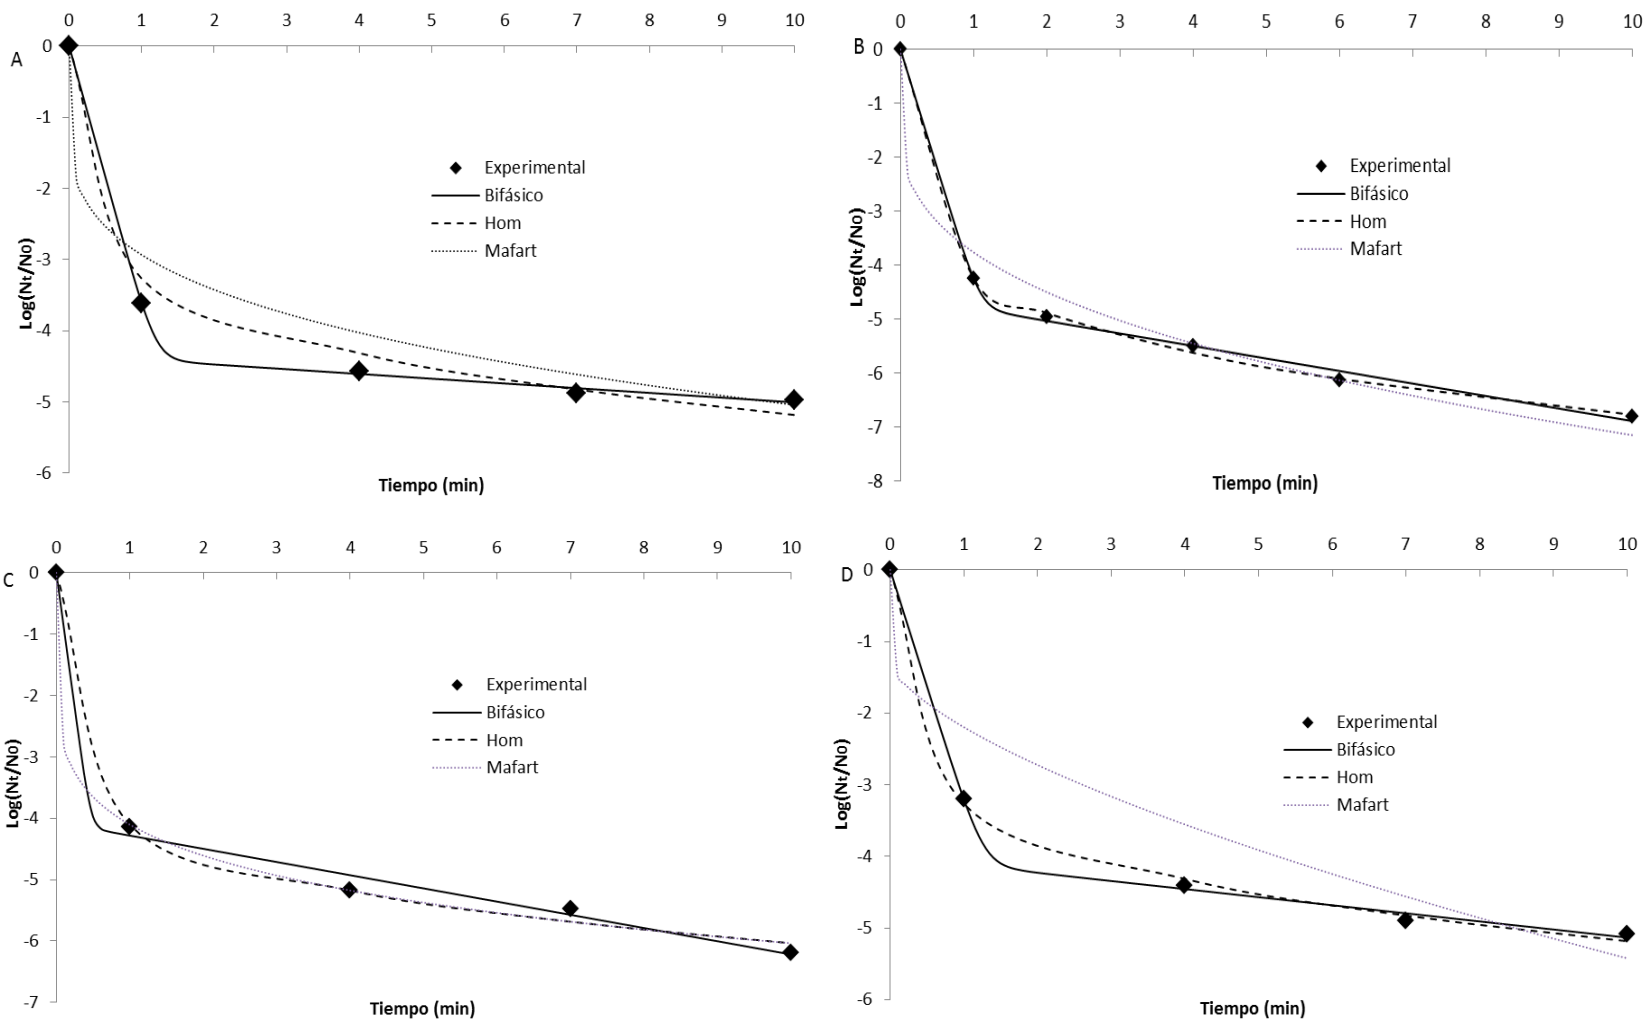 0 1 2 3 4 5 6 7 8 9 10
A
0
-1
-2
-3
-4
-5
-6
Log(Nt/No)
Experimental
Bifásico
Hom
Mafart
Tiempo (min)
0 1 2 3 4 5 6 7 8 9 10
B
0
-1
-2
-3
-4
-5
-6
-7
-8
Log(Nt/No)
Experimental
Bifásico
Hom
Mafart
Tiempo (min)
0 1 2 3 4 5 6 7 8 9 10
C
0
-1
-2
-3
-4
-5
-6
-7
Log(Nt/No)
Experimental
Bifásico
Hom
Mafart
Tiempo (min)
0 1 2 3 4 5 6 7 8 9 10
D
0
-1
-2
-3
-4
-5
-6
Log(Nt/No)
Experimental
Bifásico
Hom
Mafart
Tiempo (min)